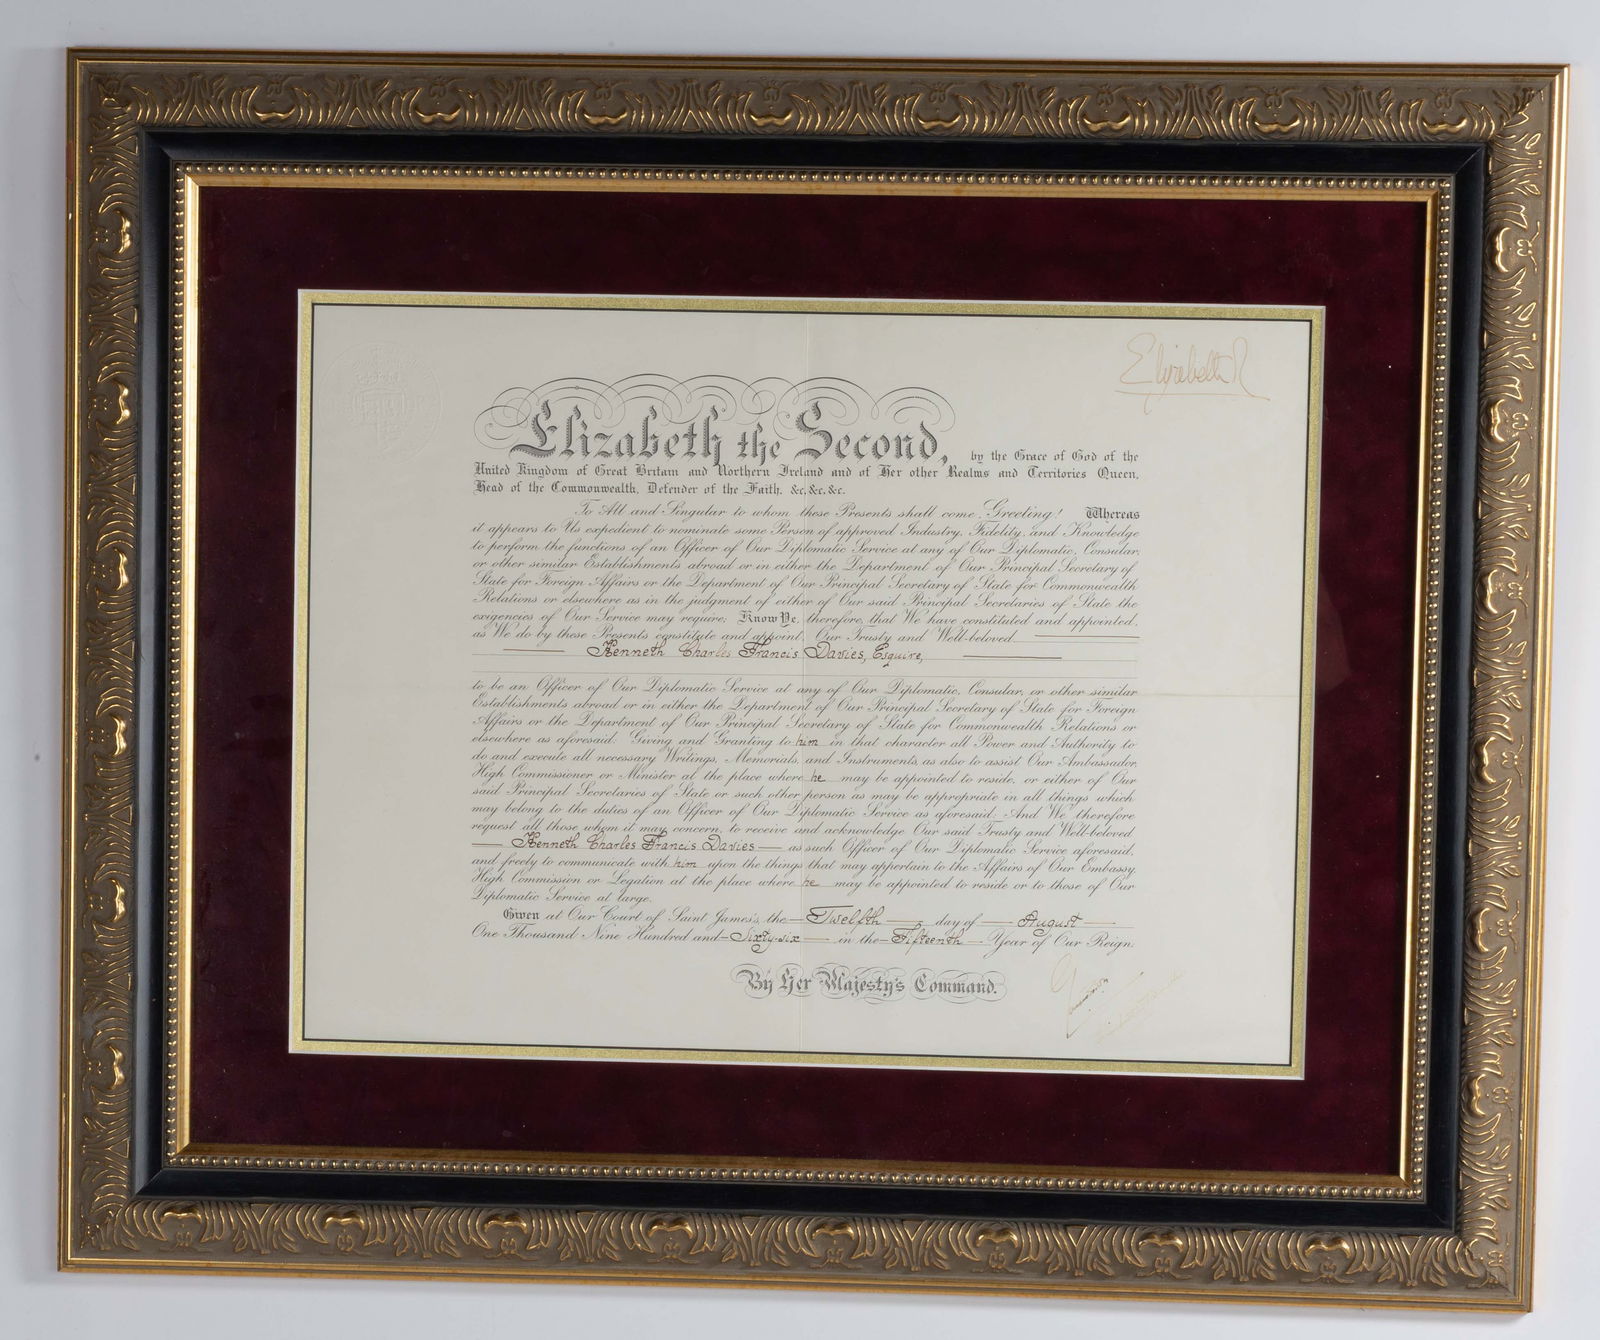 Elizabeth R
Elizabeth the Second, by the Grace of God of the
United Kingdom of Great Britain and Northern Ireland and of Her other Realms and Territories Queen,
Head of the Commonwealth, Defender of the Faith, &c, &c, &c.
To All and Singular to whom these Presents shall come, Greeting! Whereas
it appears to Us expedient to nominate some Person of approved Industry, Fidelity, and Knowledge
to perform the functions of an Officer of Our Diplomatic Service at any of Our Diplomatic, Consular,
or other similar Establishments abroad or in either the Department of Our Principal Secretary of
State for Foreign Affairs or the Department of Our Principal Secretary of State for Commonwealth
Relations or elsewhere as in the judgment of either of Our said Principal Secretaries of State the
exigencies of Our Service may require; Know Ye, therefore, that We have constituted and appointed,
as We do by these Presents constitute and appoint, Our Trusty and Well-beloved
Kenneth Charles Francis Davies, Esquire,
to be an Officer of Our Diplomatic Service at any of Our Diplomatic, Consular, or other similar
Establishments abroad or in either the Department of Our Principal Secretary of State for Foreign
Affairs or the Department of Our Principal Secretary of State for Commonwealth Relations or
elsewhere as aforesaid. Giving and Granting to him in that character all Power and Authority to
do and execute all necessary Writings, Memorials, and Instruments, as also to assist Our Ambassador,
High Commissioner or Minister at the place where he may be appointed to reside, or either of Our
said Principal Secretaries of State or such other person as may be appropriate in all things which
may belong to the duties of an Officer of Our Diplomatic Service as aforesaid: And We therefore
request all those whom it may concern, to receive and acknowledge Our said Trusty and Well-beloved
Kenneth Charles Francis Davies as such Officer of Our Diplomatic Service aforesaid,
and freely to communicate with him upon the things that may appertain to the Affairs of Our Embassy,
High Commission or Legation at the place where he may be appointed to reside or to those of Our
Diplomatic Service at large.
Given at Our Court of Saint James's, the Twelfth day of August
One Thousand Nine Hundred and Sixty-six in the Fifteenth Year of Our Reign.
By Her Majesty's Command.